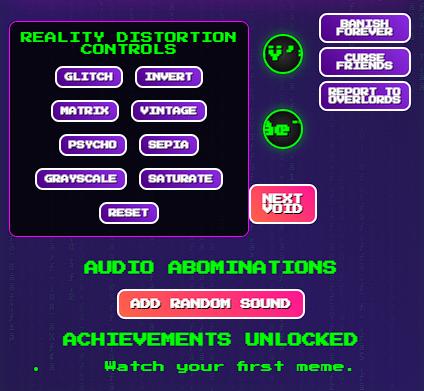 REALITY DISTORTION
CONTROLS
GLITCH
INVERT
MATRIX
VINTAGE
PSYCHO
SEPIA
GRAYSCALE
SATURATE
RESET
BANISH
FOREVER
CURSE
FRIENDS
REPORT TO
OVERLORDS
NEXT
VOID
AUDIO ABOMINATIONS
ADD RANDOM SOUND
ACHIEVEMENTS UNLOCKED
• Watch your first meme.